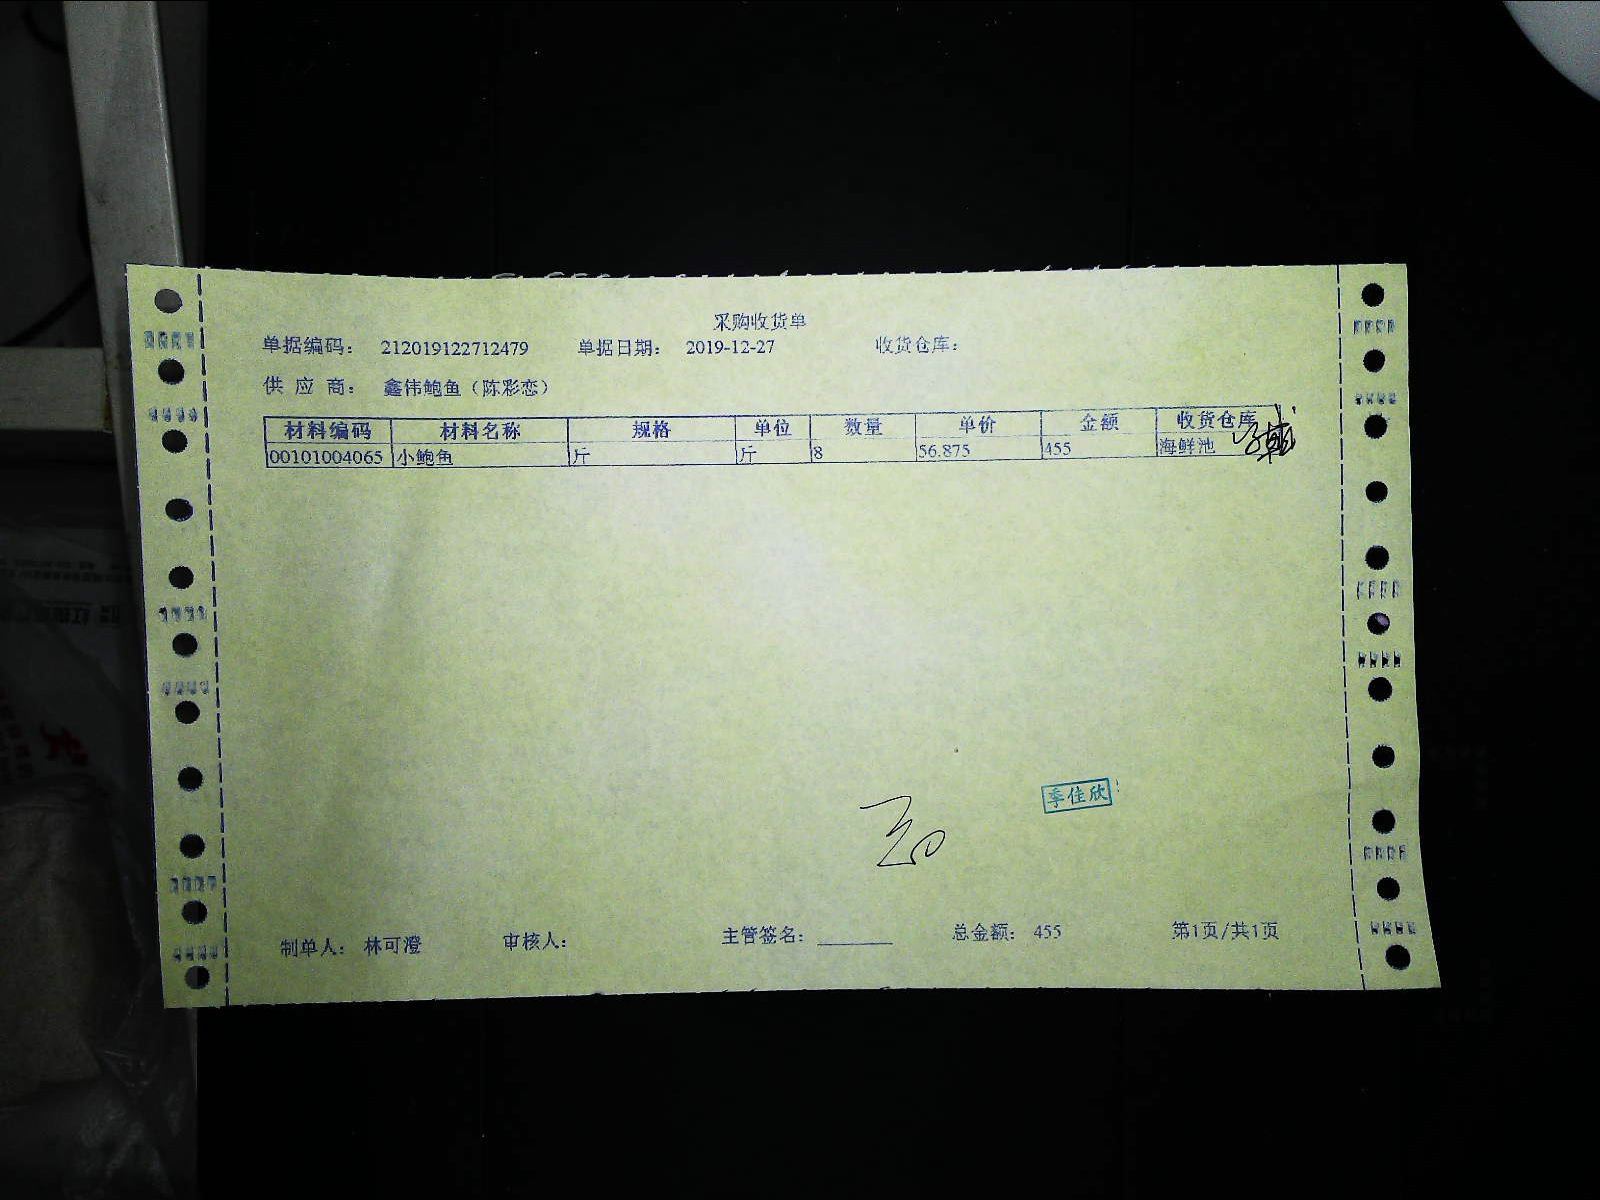 采购收货单
单据编码： 212019122712479 单据日期： 2019-12-27 收货仓库：
供 应 商： 鑫伟鲍鱼（陈彩恋）
材料编码 材料名称 规格 单位 数量 单价 金额 收货仓库
00101004065 小鲍鱼 斤 斤 8 56.875 455 海鲜池
季佳欣
制单人： 林可澄 审核人： 主管签名： 总金额： 455 第1页/共1页